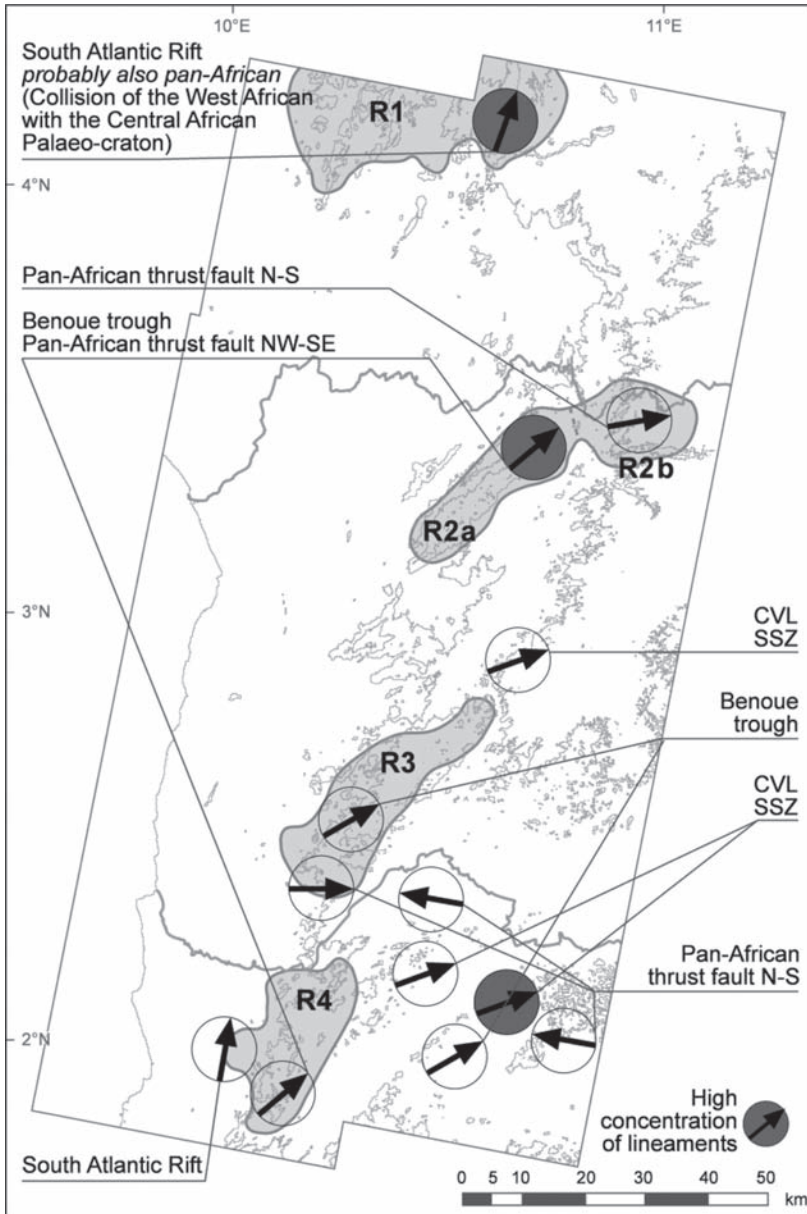 10°E
11°E
South Atlantic Rift
probably also pan-African
(Collision of the West African
with the Central African
Palaeo-craton)
R1
4°N
Pan-African thrust fault N-S
Benoue trough
Pan-African thrust fault NW-SE
R2b
R2a
3°N
CVL
SSZ
Benoue
trough
R3
CVL
SSZ
Pan-African
thrust fault N-S
R4
2°N
High
concentration
of lineaments
South Atlantic Rift
0 5 10 20 30 40 50
km